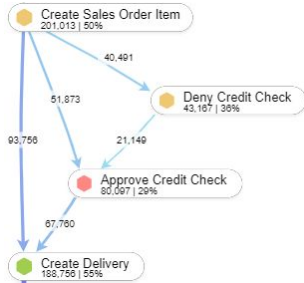 Create Sales Order Item
201,013 | 50%
40,491
Deny Credit Check
43,167 | 36%
51,873
93,756
21,149
Approve Credit Check
80,097 | 29%
67,760
Create Delivery
188,756 | 55%